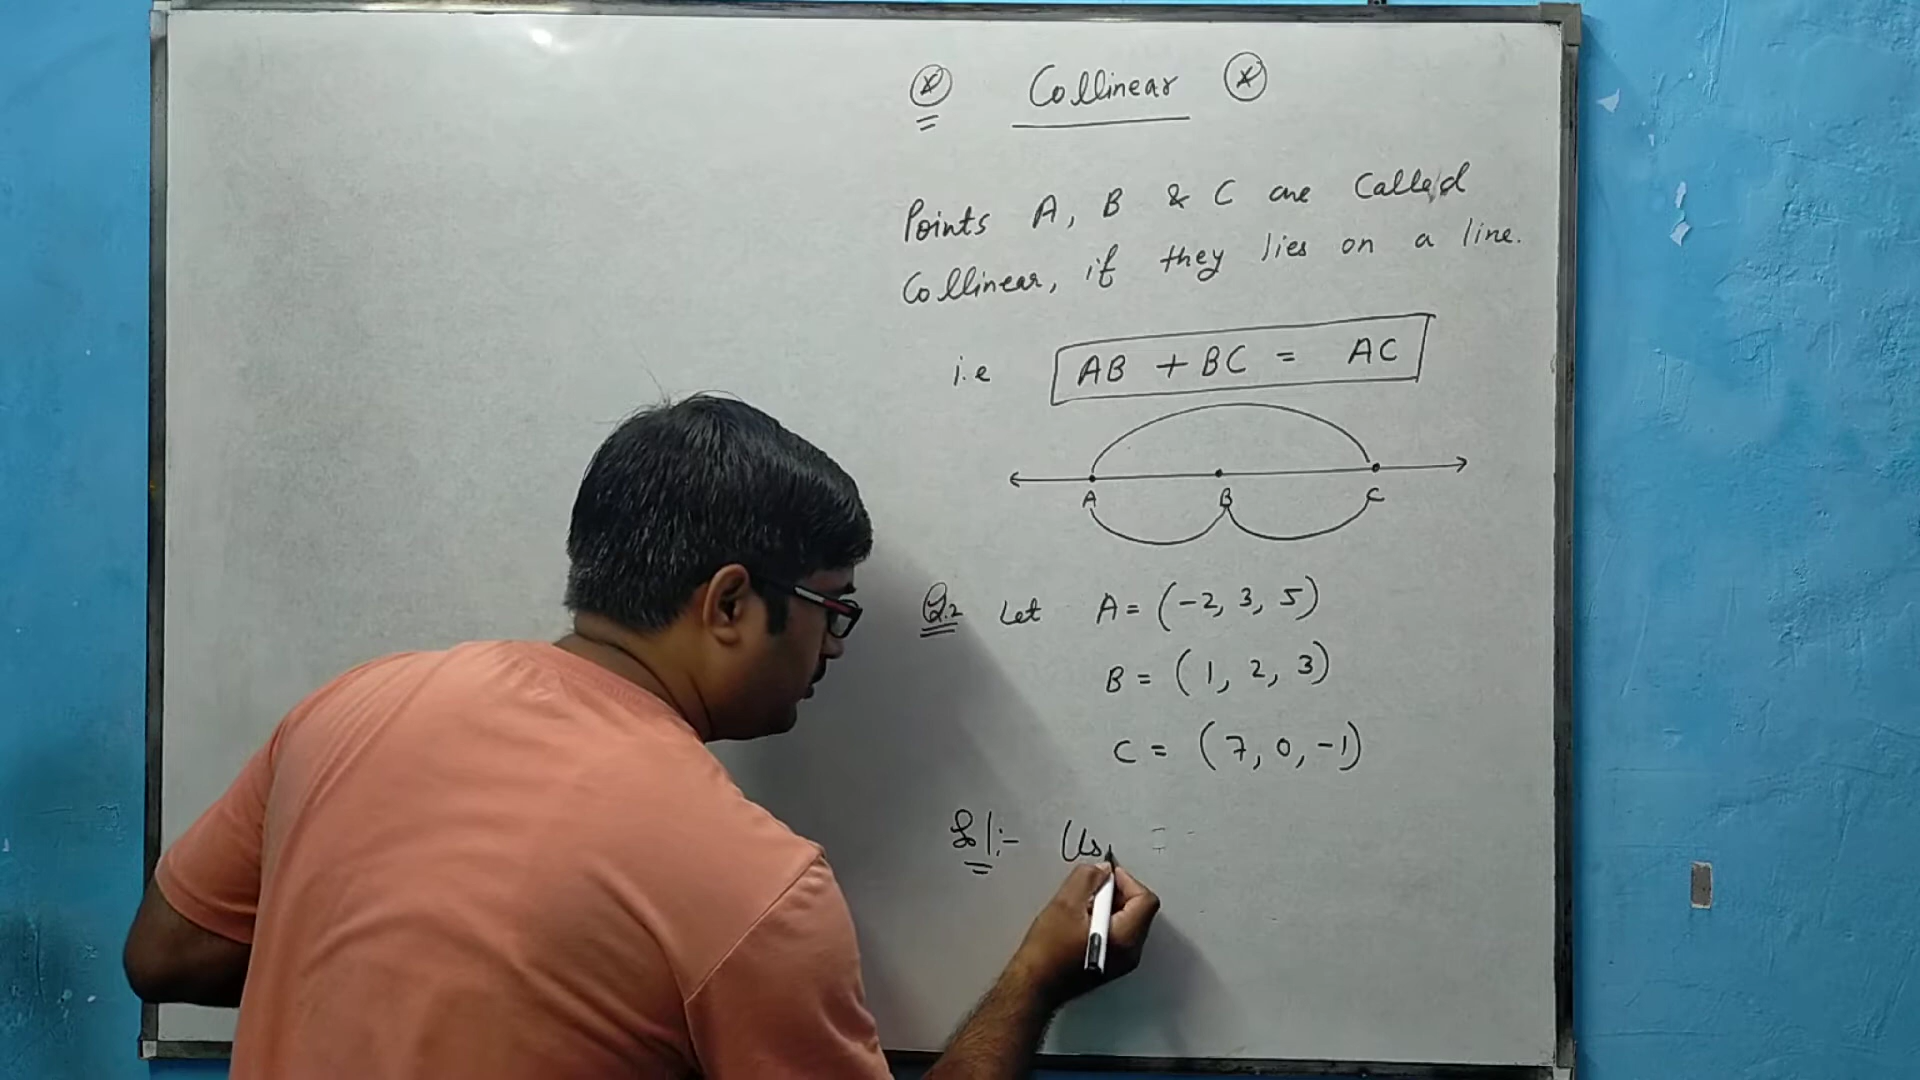 Collinear
Points A, B & C are Called
Collinear, if they lies on a line.
i.e AB + BC = AC
A B C
Q.2 Let A = (-2, 3, 5)
B = (1, 2, 3)
C = (7, 0, -1)
Sol:- Us